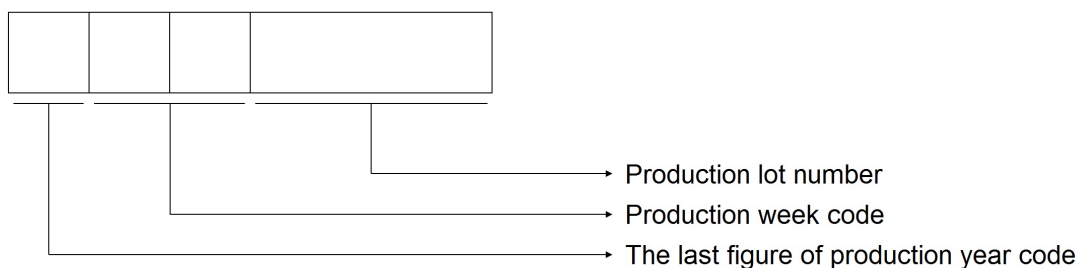 Production lot number
Production week code
The last figure of production year code